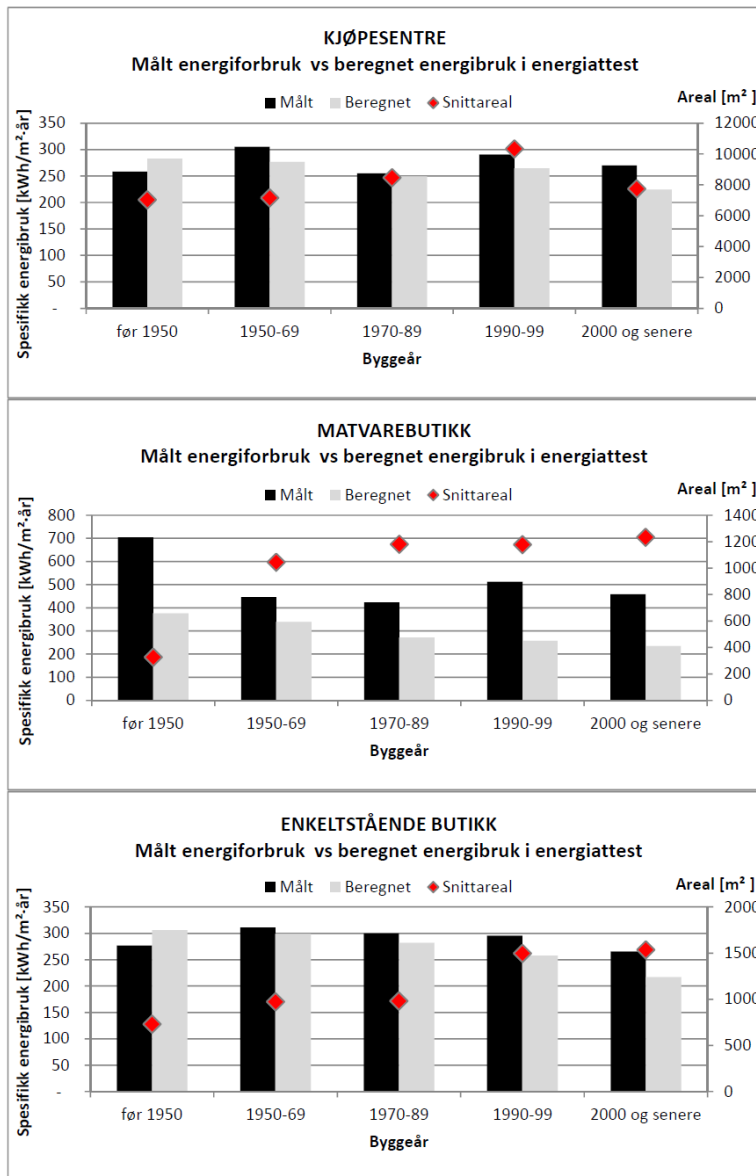 KJØPESENTRE
Målt energiforbruk vs beregnet energibruk i energiattest
Målt Beregnet Snittareal
Areal [m² ]
Spesifikk energibruk [kWh/m²·år]
350
300
250
200
150
100
50
-
12000
10000
8000
6000
4000
2000
0
før 1950 1950-69 1970-89 1990-99 2000 og senere
Byggeår
MATVAREBUTIKK
Målt energiforbruk vs beregnet energibruk i energiattest
Målt Beregnet Snittareal
Areal [m² ]
Spesifikk energibruk [kWh/m²·år]
800
700
600
500
400
300
200
100
0
1400
1200
1000
800
600
400
200
0
før 1950 1950-69 1970-89 1990-99 2000 og senere
Byggeår
ENKELTSTÅENDE BUTIKK
Målt energiforbruk vs beregnet energibruk i energiattest
Målt Beregnet Snittareal
Areal [m² ]
Spesifikk energibruk [kWh/m²·år]
350
300
250
200
150
100
50
-
2000
1500
1000
500
0
før 1950 1950-69 1970-89 1990-99 2000 og senere
Byggeår